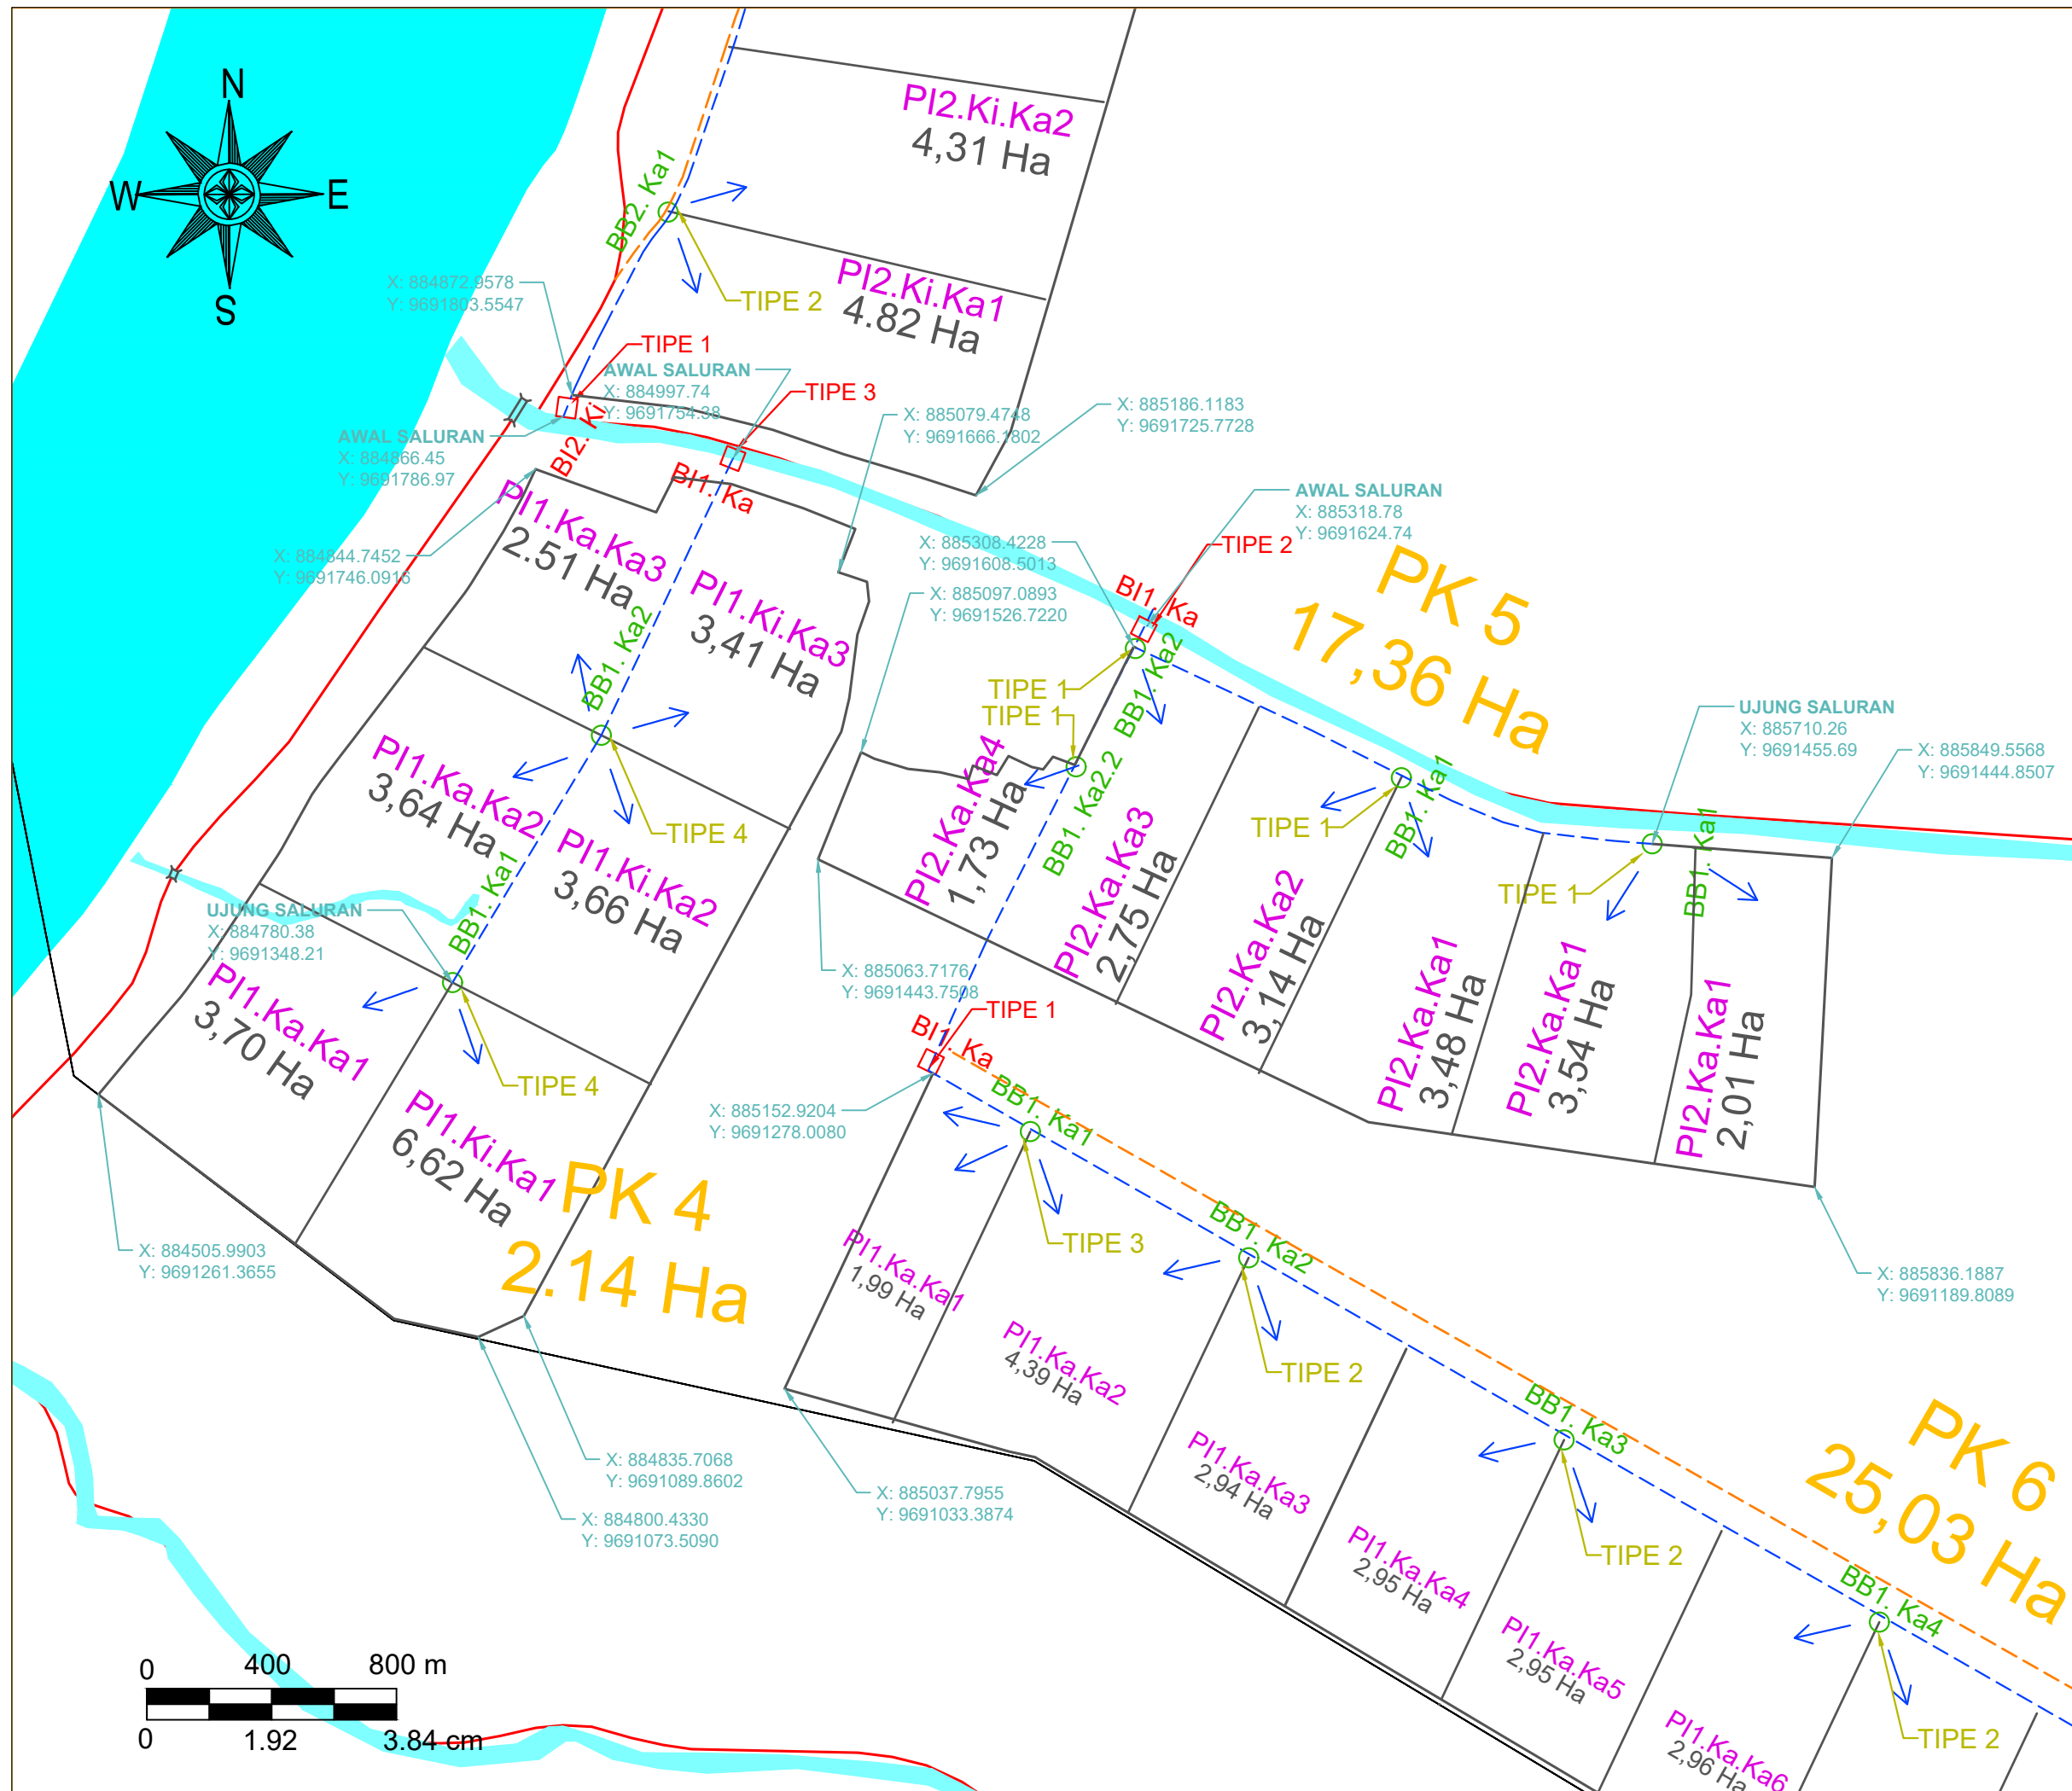 N
W
E
S
PI2.Ki.Ka2
4,31 Ha
BB2. Ka1
PI2.Ki.Ka1
4.82 Ha
TIPE 2
X: 884872.9578
Y: 9691803.5547
TIPE 1
AWAL SALURAN
X: 884997.74
Y: 9691754.38
TIPE 3
X: 885079.4748
Y: 9691666.1802
X: 885186.1183
Y: 9691725.7728
AWAL SALURAN
X: 884866.45
Y: 9691786.97
BI2. Ki
BI1. Ka
X: 884844.7452
Y: 9691746.0916
PI1.Ka.Ka3
2.51 Ha
PI1.Ki.Ka3
3,41 Ha
BB1. Ka2
AWAL SALURAN
X: 885318.78
Y: 9691624.74
TIPE 2
X: 885308.4228
Y: 9691608.5013
X: 885097.0893
Y: 9691526.7220
BI1. Ka
PK 5
17,36 Ha
TIPE 1
TIPE 1
BB1. Ka2
BB1. Ka2.2
UJUNG SALURAN
X: 885710.26
Y: 9691455.69
X: 885849.5568
Y: 9691444.8507
PI1.Ka.Ka2
3,64 Ha
TIPE 4
PI1.Ki.Ka2
3,66 Ha
BB1. Ka1
PI2.Ka.Ka4
1,73 Ha
PI2.Ka.Ka3
2,75 Ha
TIPE 1
BB1. Ka1
TIPE 1
BB1. Ka1
PI2.Ka.Ka2
3,14 Ha
PI2.Ka.Ka1
3,48 Ha
PI2.Ka.Ka1
3,54 Ha
PI2.Ka.Ka1
2,01 Ha
UJUNG SALURAN
X: 884780.38
Y: 9691348.21
PI1.Ka.Ka1
3,70 Ha
TIPE 4
PI1.Ki.Ka1
6,62 Ha
X: 885063.7176
Y: 9691443.7508
TIPE 1
BI1. Ka
X: 885152.9204
Y: 9691278.0080
BB1. Ka1
PK 4
2.14 Ha
TIPE 3
BB1. Ka2
X: 884505.9903
Y: 9691261.3655
X: 885836.1887
Y: 9691189.8089
PI1.Ka.Ka1
1,99 Ha
PI1.Ka.Ka2
4,39 Ha
TIPE 2
BB1. Ka3
PK 6
25,03 Ha
PI1.Ka.Ka3
2,94 Ha
X: 884835.7068
Y: 9691089.8602
X: 884800.4330
Y: 9691073.5090
X: 885037.7955
Y: 9691033.3874
PI1.Ka.Ka4
2,95 Ha
TIPE 2
BB1. Ka4
PI1.Ka.Ka5
2,95 Ha
PI1.Ka.Ka6
2,96 Ha
TIPE 2
0 400 800 m
0 1.92 3.84 cm